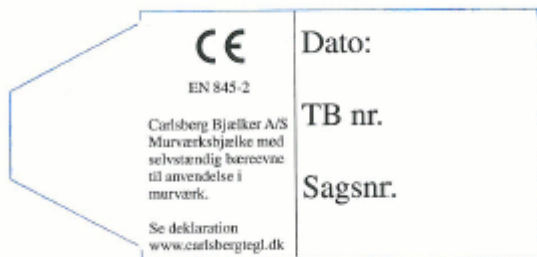 CE
EN 845-2
Carlsberg Bjælker A/S
Murværksbjælke med
selvstændig bæreevne
til anvendelse i
murværk.
Se deklaration
www.carlsbergtegl.dk
Dato:
TB nr.
Sagsnr.